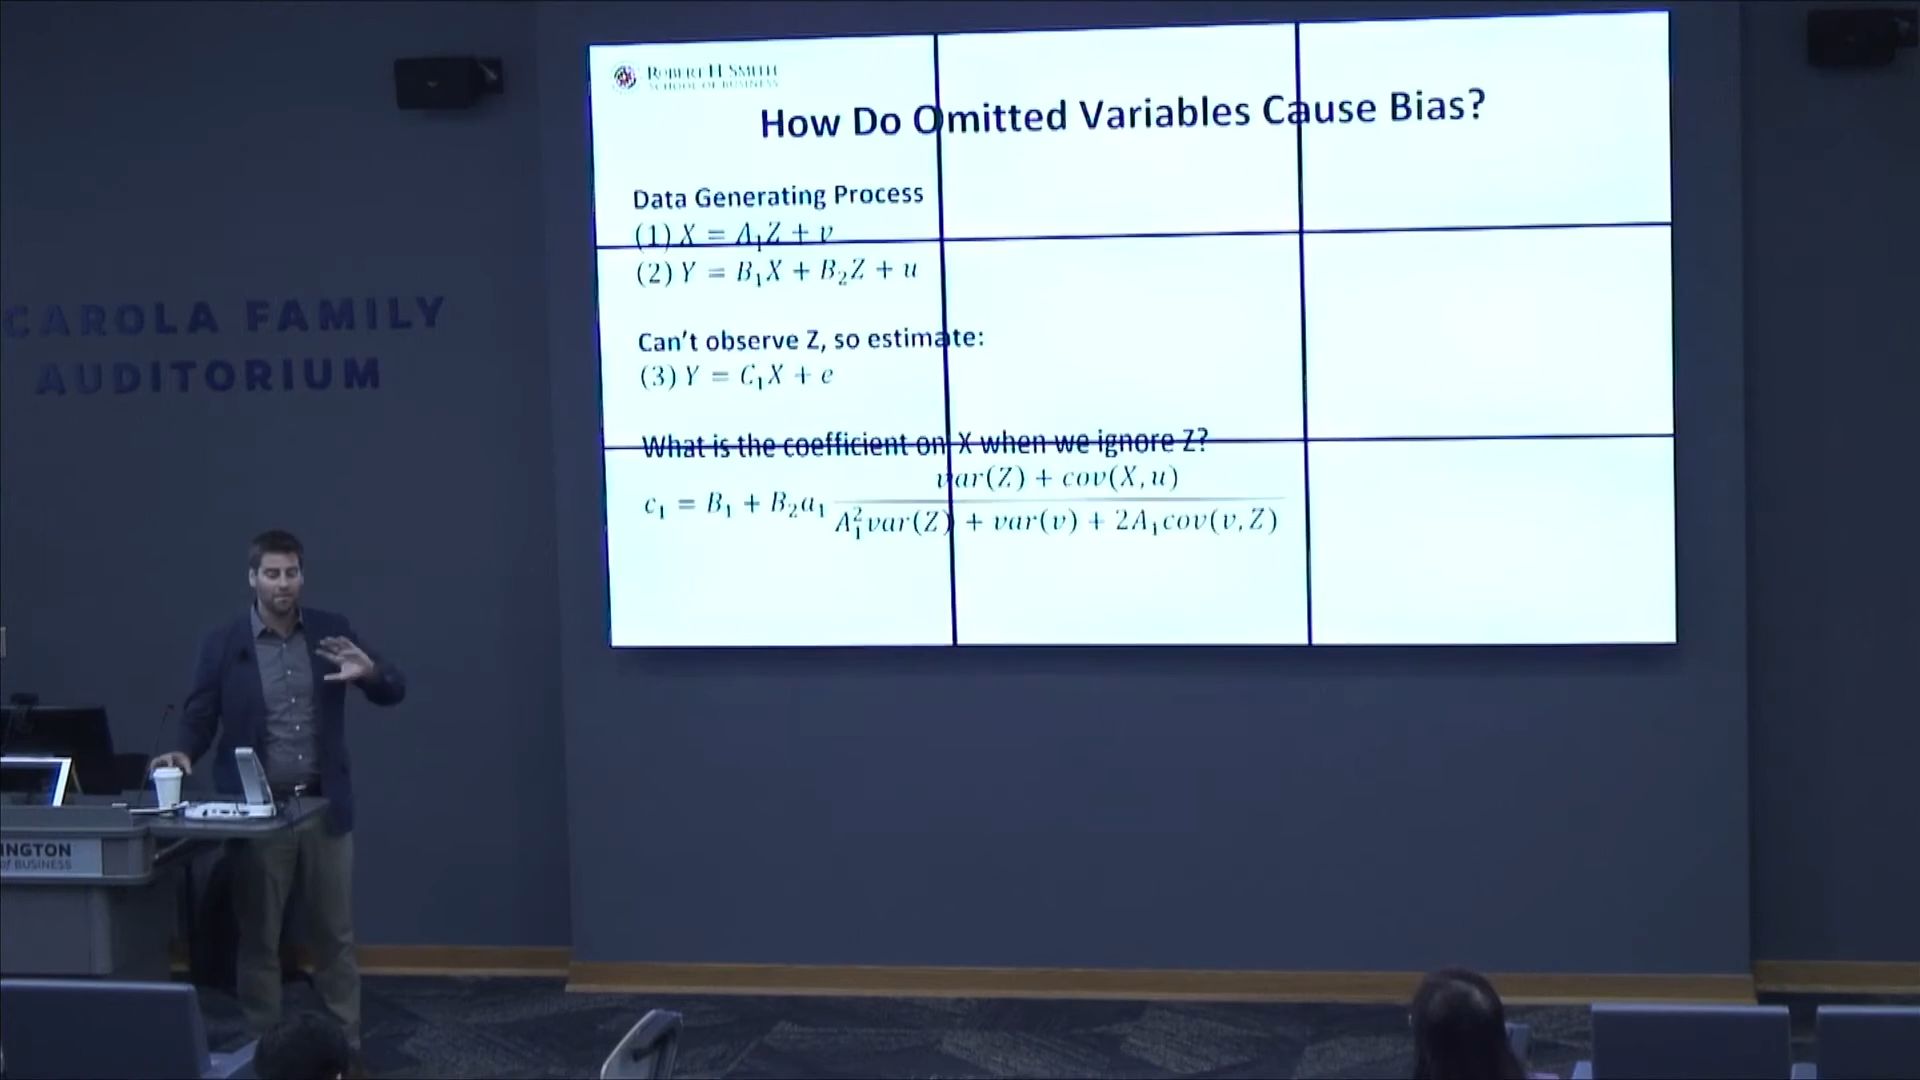 CAROLA FAMILY
AUDITORIUM
INGTON
of BUSINESS
ROBERT H. SMITH
SCHOOL OF BUSINESS
How Do Omitted Variables Cause Bias?
Data Generating Process
(1) X = A₁Z + v
(2) Y = B₁X + B₂Z + u
Can't observe Z, so estimate:
(3) Y = C₁X + e
What is the coefficient on X when we ignore Z?
var(Z) + cov(X, u)
c₁ = B₁ + B₂a₁
A₁²var(Z) + var(v) + 2A₁cov(v, Z)